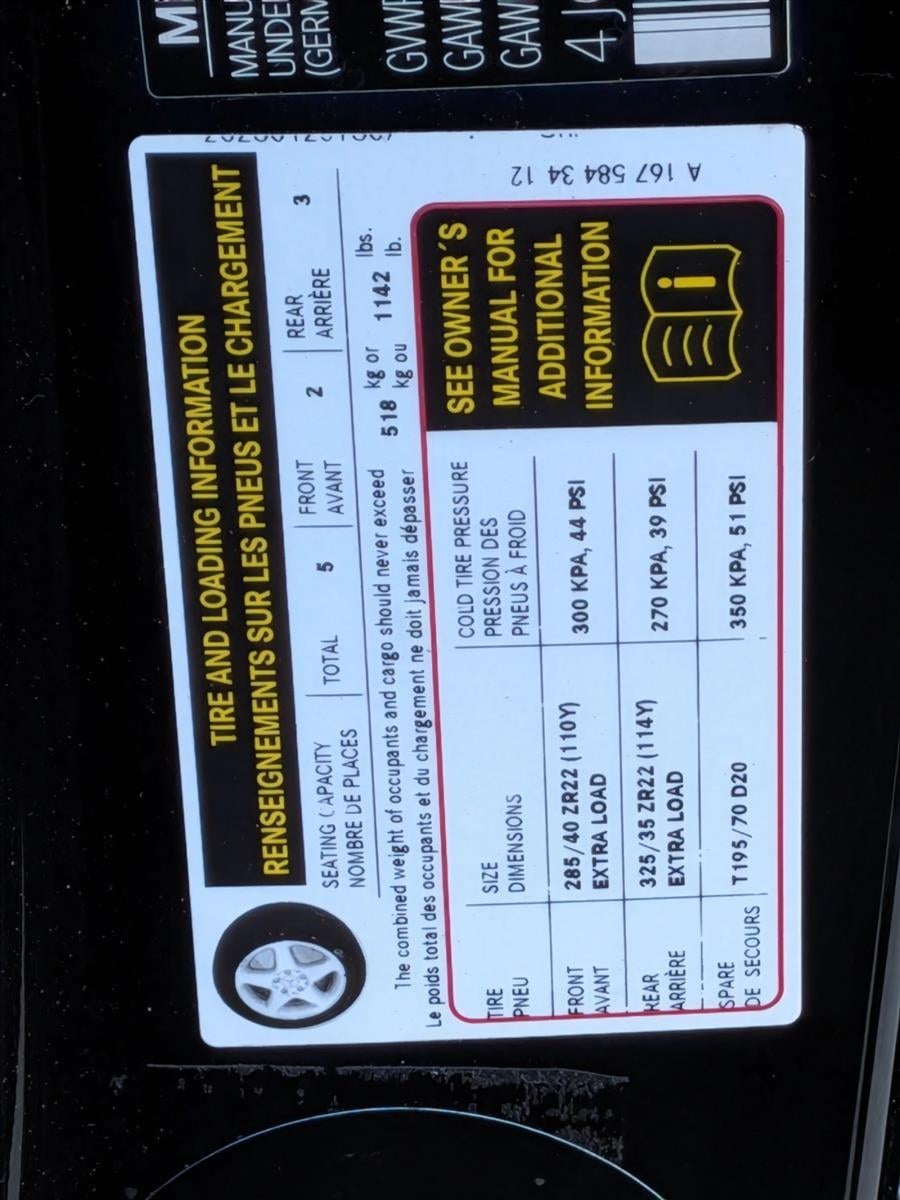 TIRE AND LOADING INFORMATION
RENSEIGNEMENTS SUR LES PNEUS ET LE CHARGEMENT
SEATING CAPACITY | TOTAL 5 | FRONT 2 | REAR 3
NOMBRE DE PLACES | AVANT | ARRIÈRE
The combined weight of occupants and cargo should never exceed 518 kg or 1142 lbs.
Le poids total des occupants et du chargement ne doit jamais dépasser kg ou lb.
TIRE | SIZE | COLD TIRE PRESSURE
PNEU | DIMENSIONS | PRESSION DES
PNEUS À FROID
FRONT | 285/40 ZR22 (110Y) | 300 KPA, 44 PSI
AVANT | EXTRA LOAD
REAR | 325/35 ZR22 (114Y) | 270 KPA, 39 PSI
ARRIÈRE | EXTRA LOAD
SPARE | T195/70 D20 | 350 KPA, 51 PSI
DE SECOURS
SEE OWNER'S
MANUAL FOR
ADDITIONAL
INFORMATION
A 167 584 34 12
(GERM
GAW
GAW
4J